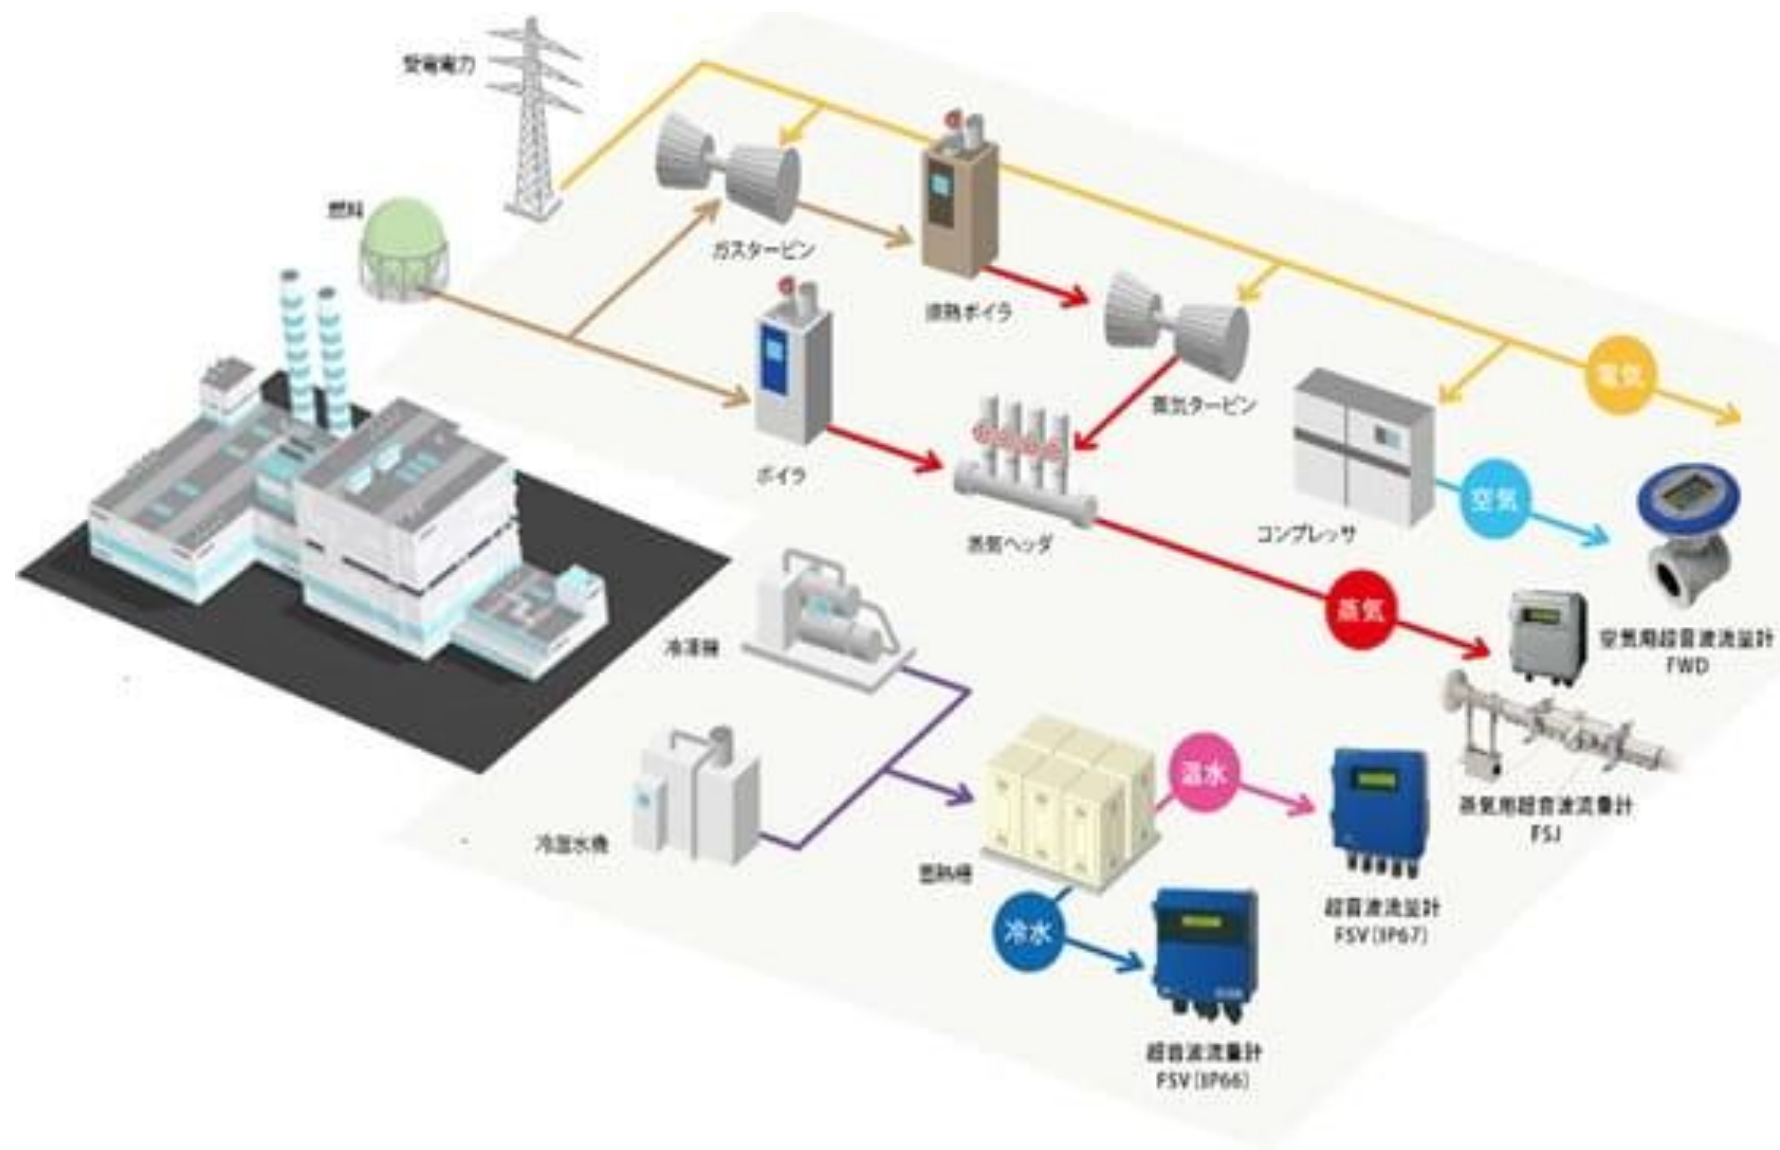 受電電力
燃料
ガスタービン
廃熱ボイラ
蒸気タービン
電気
ボイラ
蒸気ヘッダ
コンプレッサ
空気
蒸気
空気用超音波流量計
FWD
冷凍機
冷温水機
蓄熱槽
温水
冷水
蒸気用超音波流量計
FSJ
超音波流量計
FSV(IP67)
超音波流量計
FSV(IP66)